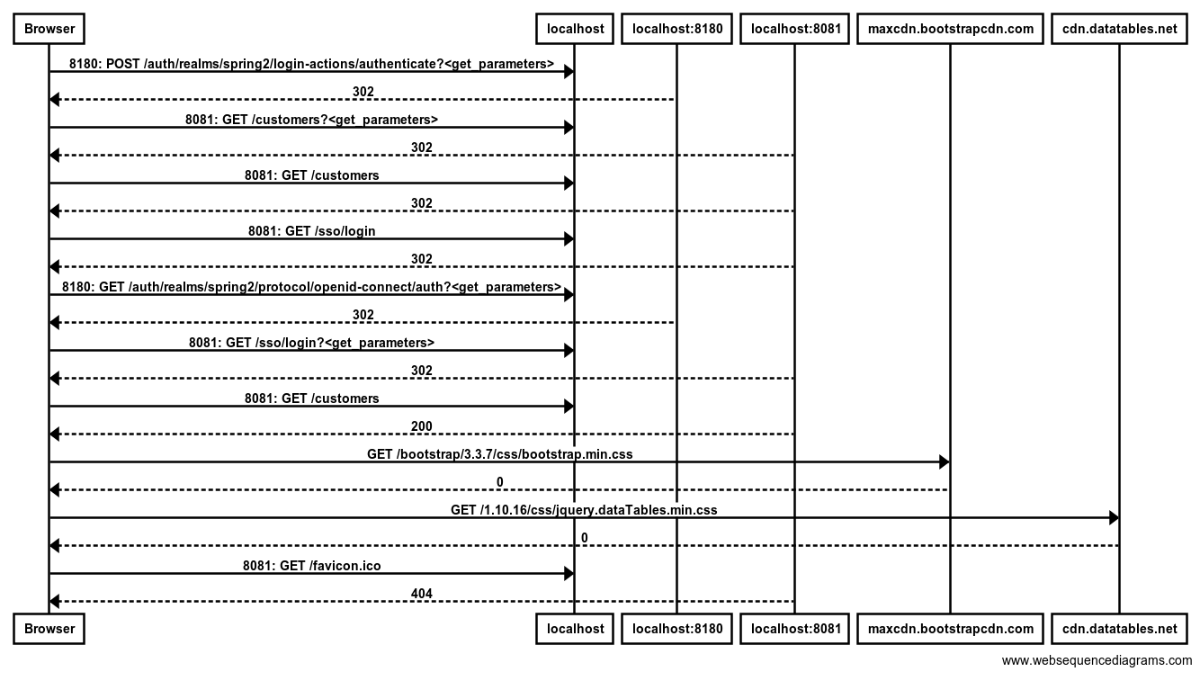 Browser localhost localhost:8180 localhost:8081 maxcdn.bootstrapcdn.com cdn.datatables.net
8180: POST /auth/realms/spring2/login-actions/authenticate?<get_parameters>
302
8081: GET /customers?<get_parameters>
302
8081: GET /customers
302
8081: GET /sso/login
302
8180: GET /auth/realms/spring2/protocol/openid-connect/auth?<get_parameters>
302
8081: GET /sso/login?<get_parameters>
302
8081: GET /customers
200
GET /bootstrap/3.3.7/css/bootstrap.min.css
0
GET /1.10.16/css/jquery.dataTables.min.css
0
8081: GET /favicon.ico
404
Browser localhost localhost:8180 localhost:8081 maxcdn.bootstrapcdn.com cdn.datatables.net
www.websequencediagrams.com